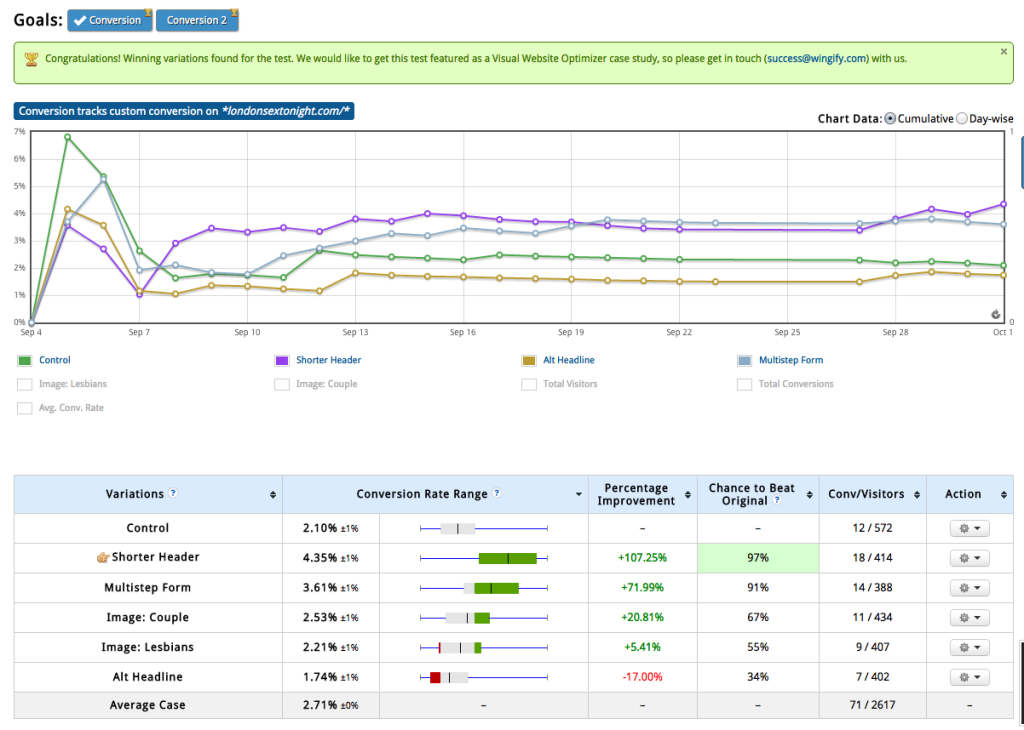 Goals: Conversion Conversion 2
Congratulations! Winning variations found for the test. We would like to get this test featured as a Visual Website Optimizer case study, so please get in touch (success@wingify.com) with us. ×
Conversion tracks custom conversion on *londonsextonight.com/*
Chart Data: Cumulative Day-wise
7% 1
6%
5%
4%
3%
2%
1%
0% 0
Sep 4 Sep 7 Sep 10 Sep 13 Sep 16 Sep 19 Sep 22 Sep 25 Sep 28 Oct 1
Control Shorter Header Alt Headline Multistep Form
Image: Lesbians Image: Couple Total Visitors Total Conversions
Avg. Conv. Rate
Variations ? Conversion Rate Range ? Percentage Improvement Chance to Beat Original ? Conv/Visitors Action
Control 2.10% ±1% – – 12 / 572
Shorter Header 4.35% ±1% +107.25% 97% 18 / 414
Multistep Form 3.61% ±1% +71.99% 91% 14 / 388
Image: Couple 2.53% ±1% +20.81% 67% 11 / 434
Image: Lesbians 2.21% ±1% +5.41% 55% 9 / 407
Alt Headline 1.74% ±1% -17.00% 34% 7 / 402
Average Case 2.71% ±0% – – – 71 / 2617 –